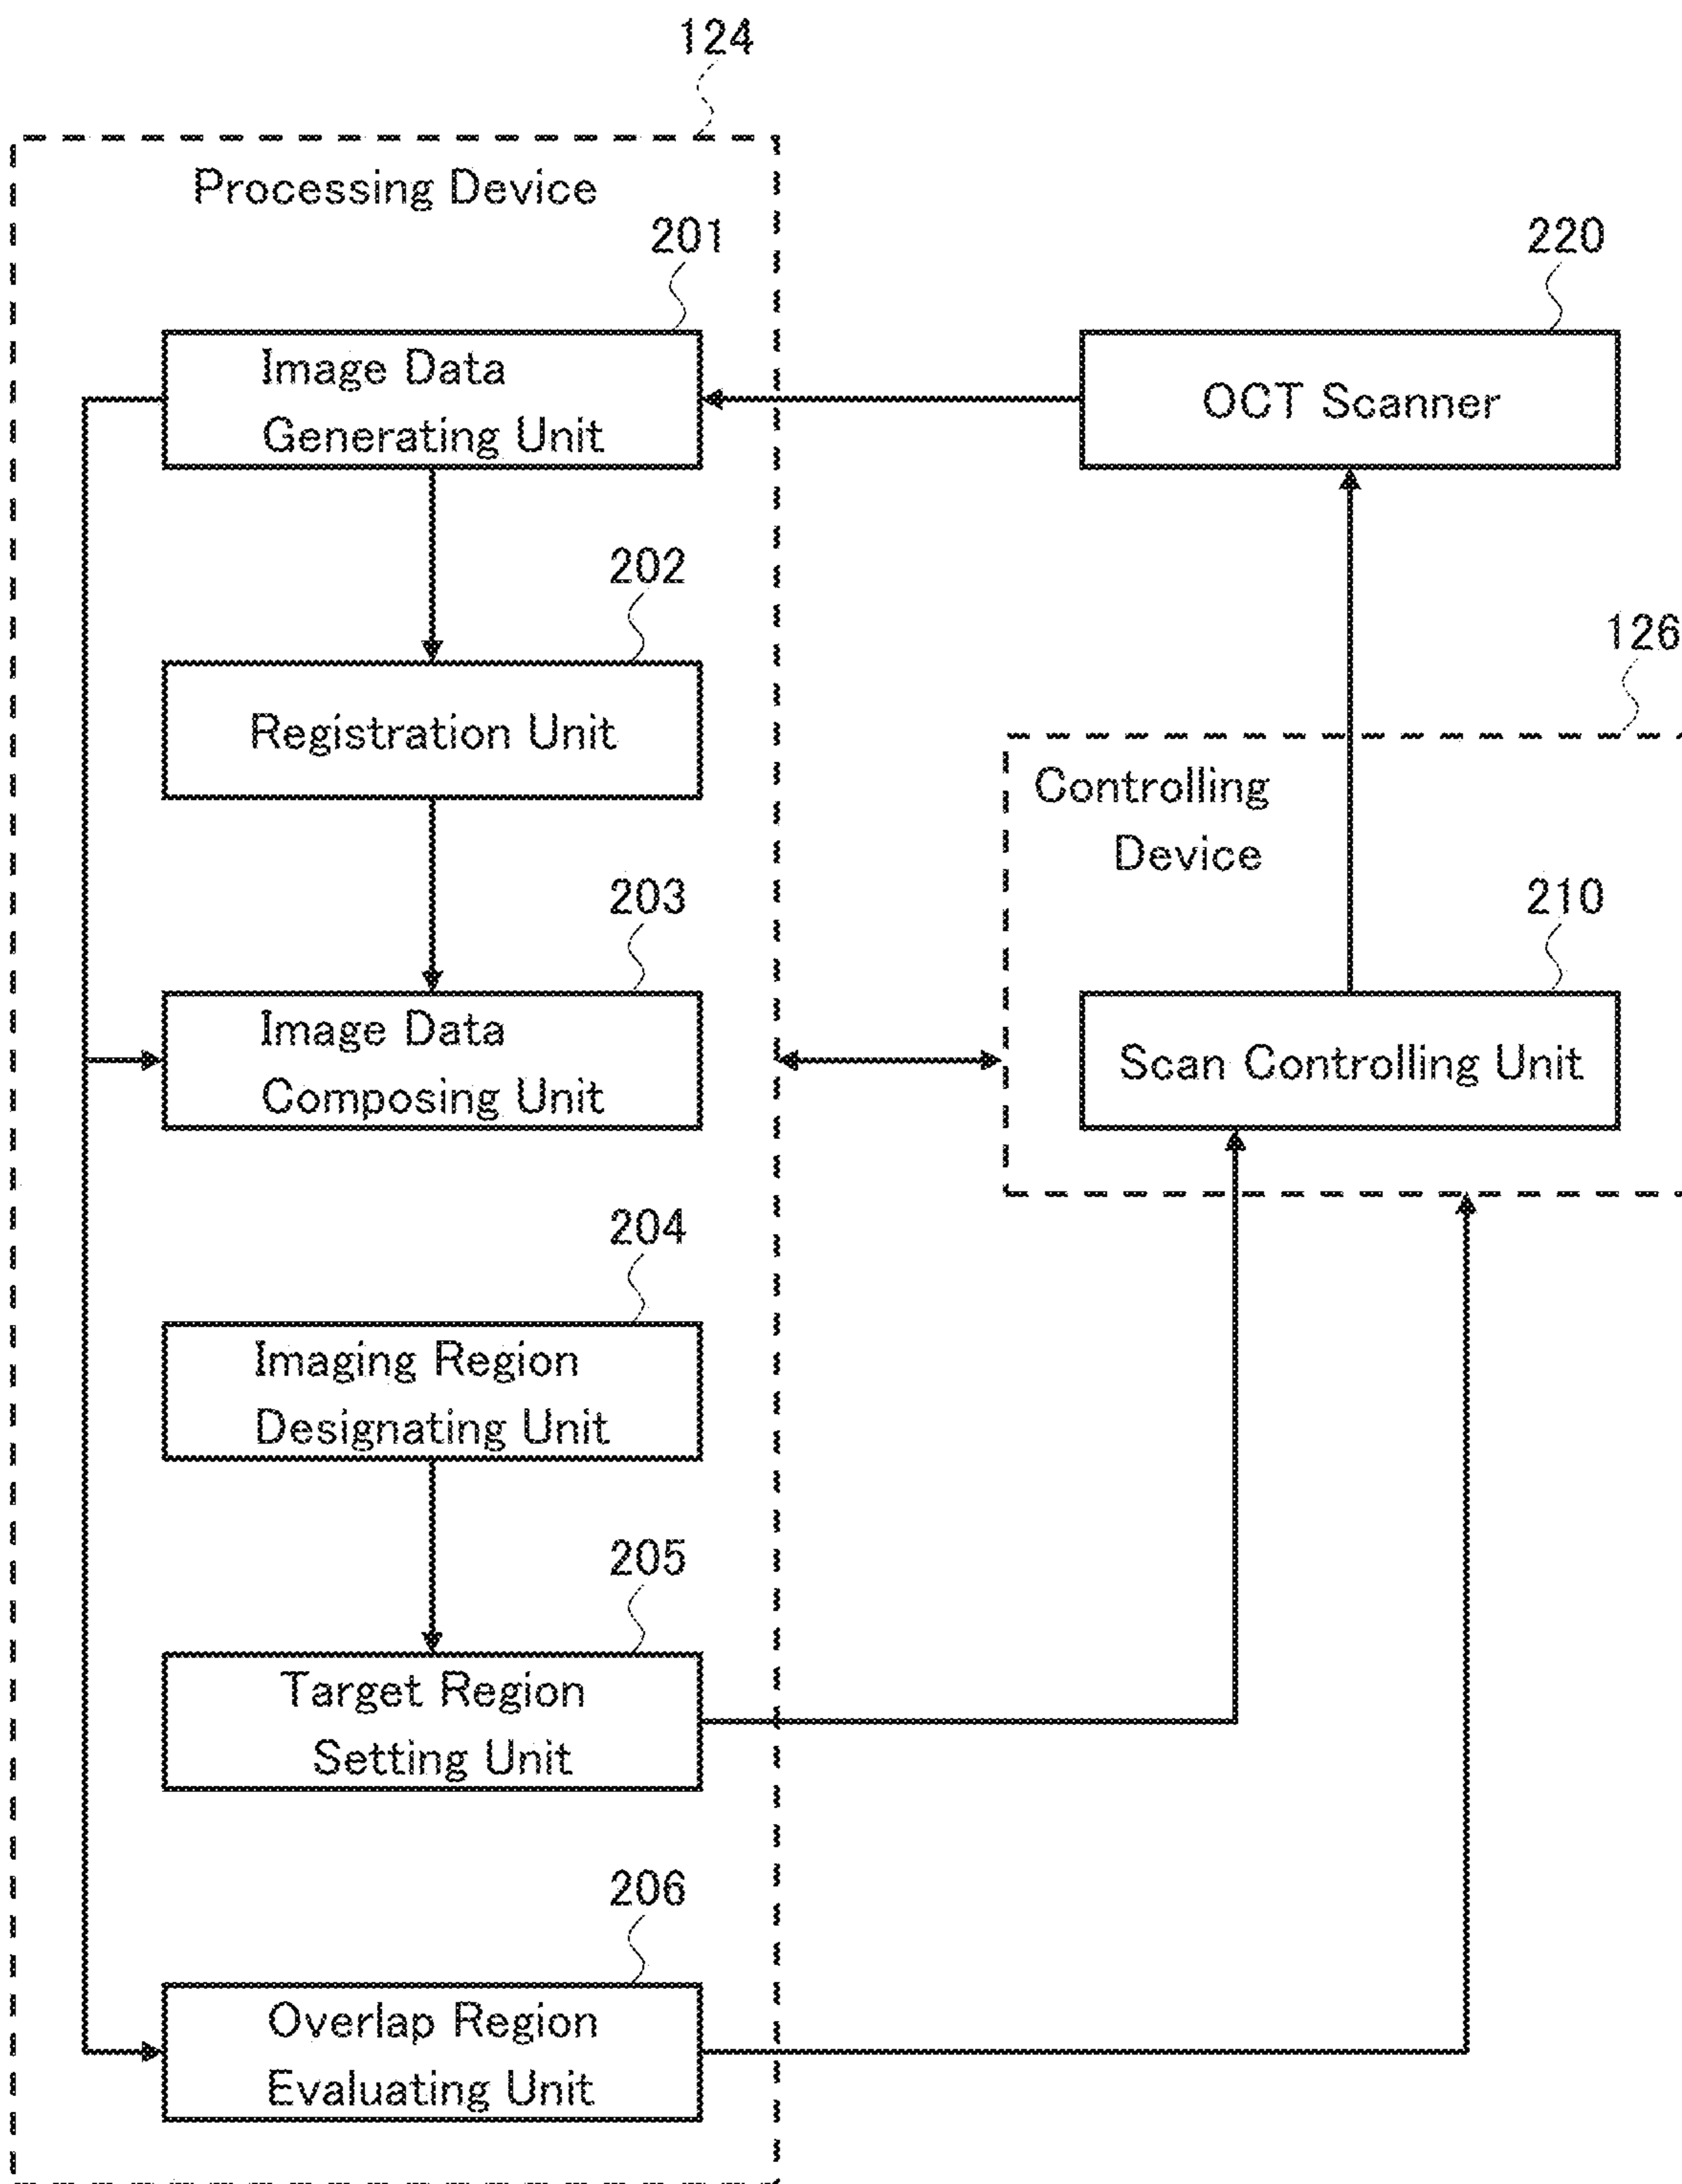 124
Processing Device
201
Image Data
Generating Unit
220
OCT Scanner
202
Registration Unit
126
Controlling
Device
203
Image Data
Composing Unit
210
Scan Controlling Unit
204
Imaging Region
Designating Unit
205
Target Region
Setting Unit
206
Overlap Region
Evaluating Unit